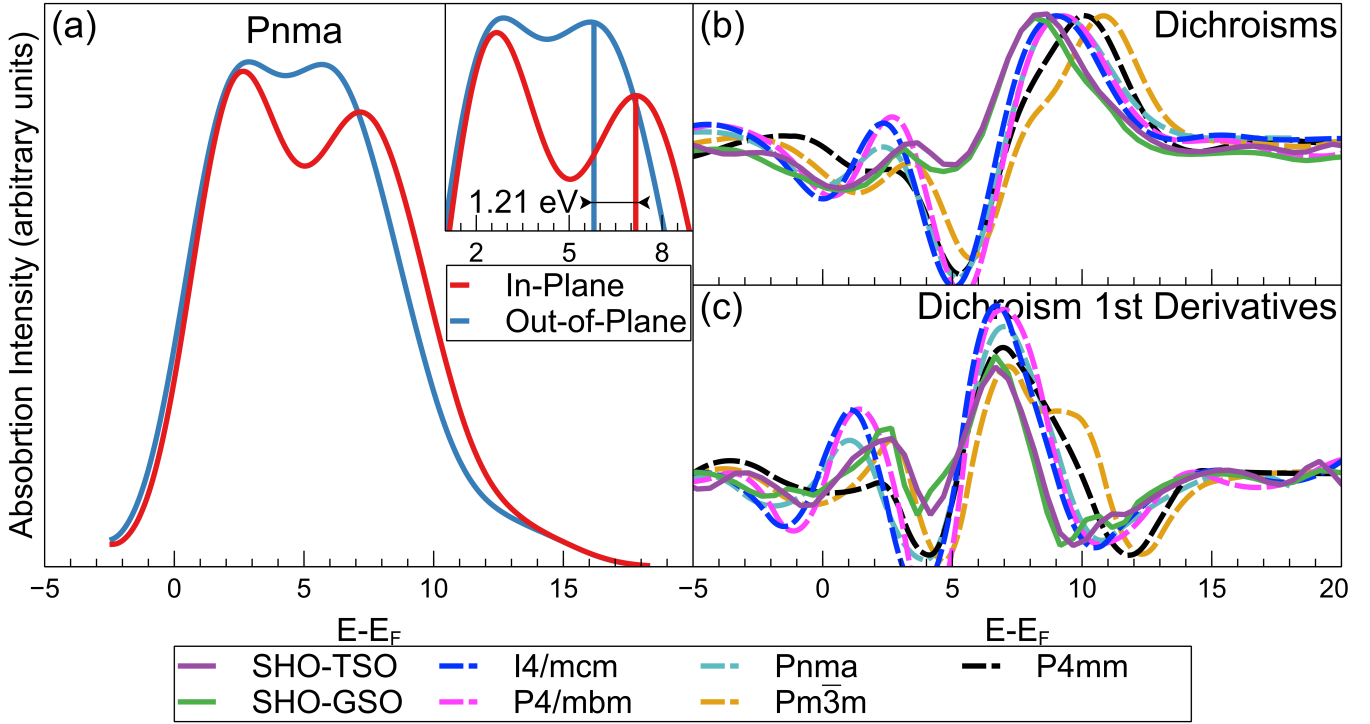 (a)
Pnma
Absobrtion Intensity (arbitrary units)
1.21 eV
2 5 8
In-Plane
Out-of-Plane
−5 0 5 10 15
E-E_F
(b)
Dichroisms
(c)
Dichroism 1st Derivatives
−5 0 5 10 15 20
E-E_F
SHO-TSO I4/mcm Pnma P4mm
SHO-GSO P4/mbm Pm3̅m